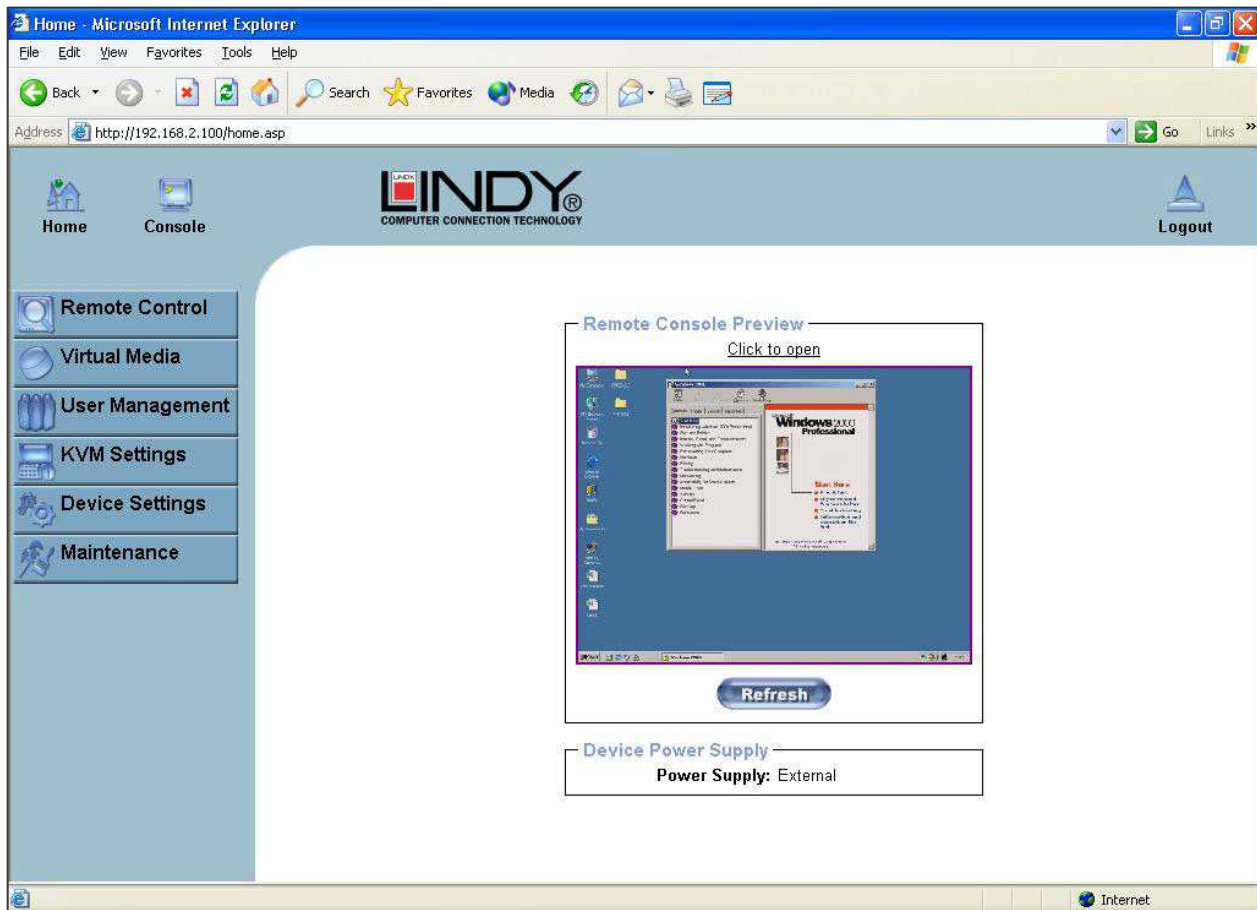 Home - Microsoft Internet Explorer
File Edit View Favorites Tools Help
Back Search Favorites Media
Address http://192.168.2.100/home.asp Go Links »
LINDY
LINDY®
COMPUTER CONNECTION TECHNOLOGY
Home Console Logout
Remote Control
Virtual Media
User Management
KVM Settings
Device Settings
Maintenance
Remote Console Preview
Click to open
Windows 2000
Professional
Start Here
Refresh
Device Power Supply
Power Supply: External
Internet